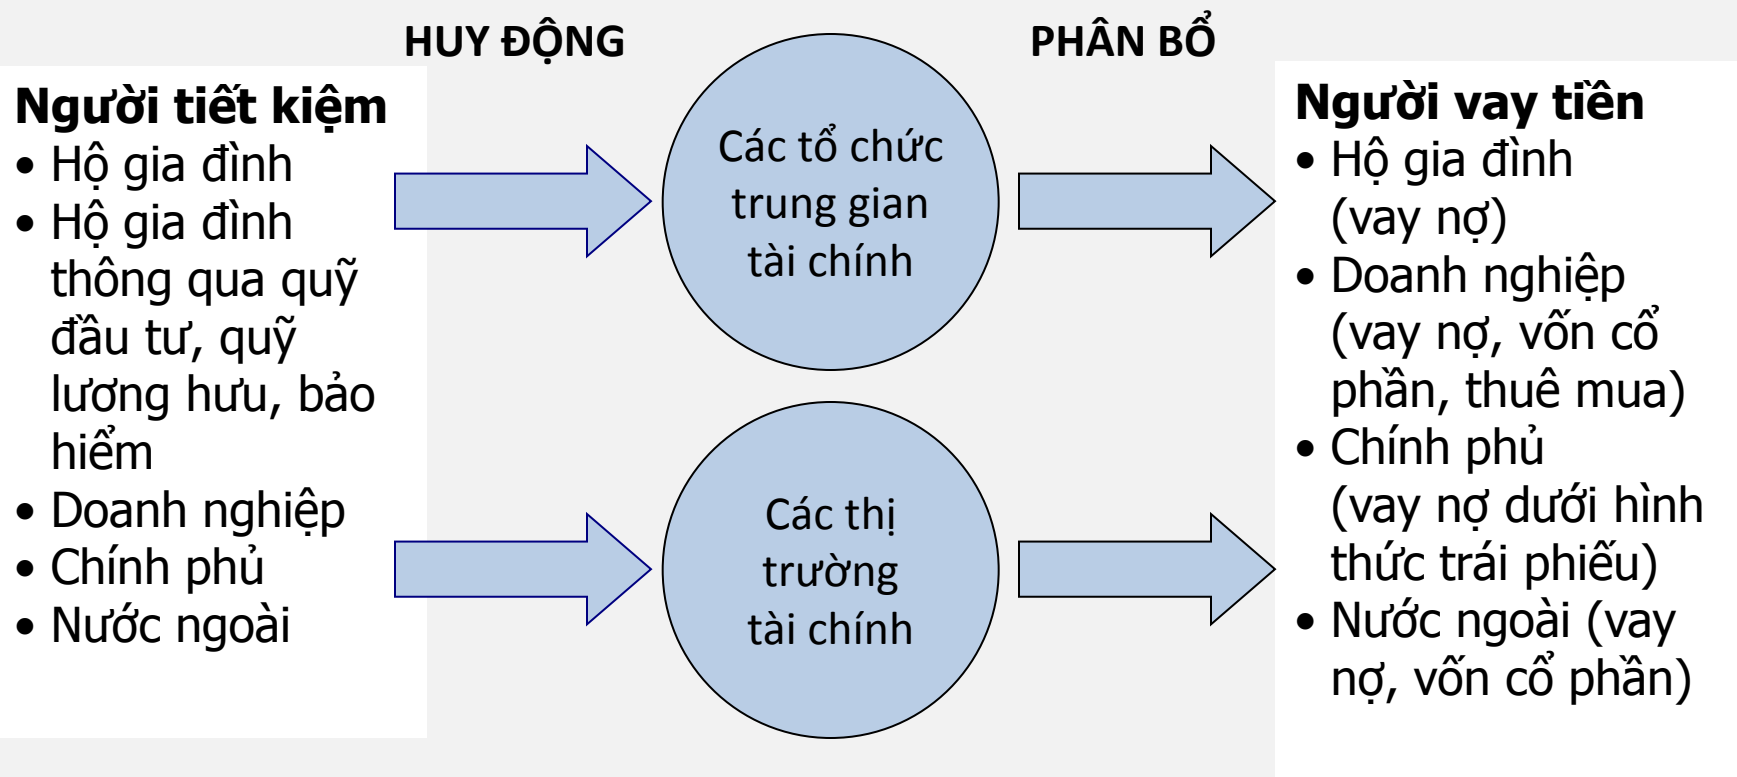 HUY ĐỘNG
PHÂN BỔ
Người tiết kiệm
• Hộ gia đình
• Hộ gia đình
thông qua quỹ
đầu tư, quỹ
lương hưu, bảo
hiểm
• Doanh nghiệp
• Chính phủ
• Nước ngoài
Các tổ chức
trung gian
tài chính
Các thị
trường
tài chính
Người vay tiền
• Hộ gia đình
(vay nợ)
• Doanh nghiệp
(vay nợ, vốn cổ
phần, thuê mua)
• Chính phủ
(vay nợ dưới hình
thức trái phiếu)
• Nước ngoài (vay
nợ, vốn cổ phần)